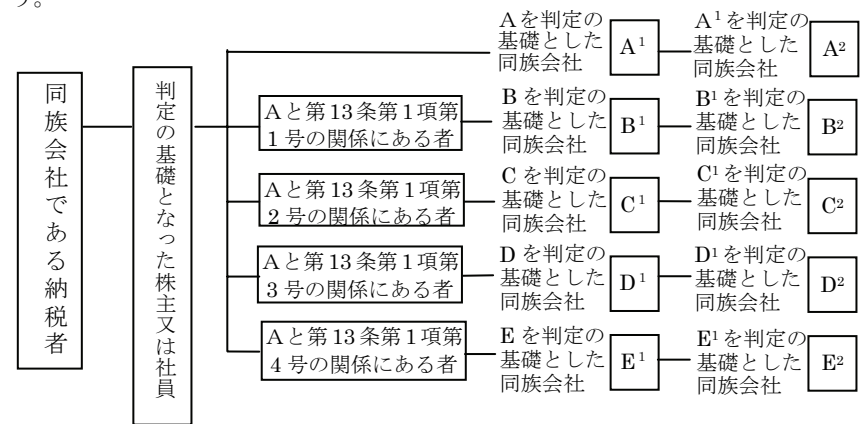 う。
同族会社である納税者
判定の基礎となった株主又は社員
Aを判定の
基礎とした
同族会社
A¹
A¹を判定の
基礎とした
同族会社
A²
Aと第13条第1項第
1号の関係にある者
Bを判定の
基礎とした
同族会社
B¹
B¹を判定の
基礎とした
同族会社
B²
Aと第13条第1項第
2号の関係にある者
Cを判定の
基礎とした
同族会社
C¹
C¹を判定の
基礎とした
同族会社
C²
Aと第13条第1項第
3号の関係にある者
Dを判定の
基礎とした
同族会社
D¹
D¹を判定の
基礎とした
同族会社
D²
Aと第13条第1項第
4号の関係にある者
Eを判定の
基礎とした
同族会社
E¹
E¹を判定の
基礎とした
同族会社
E²